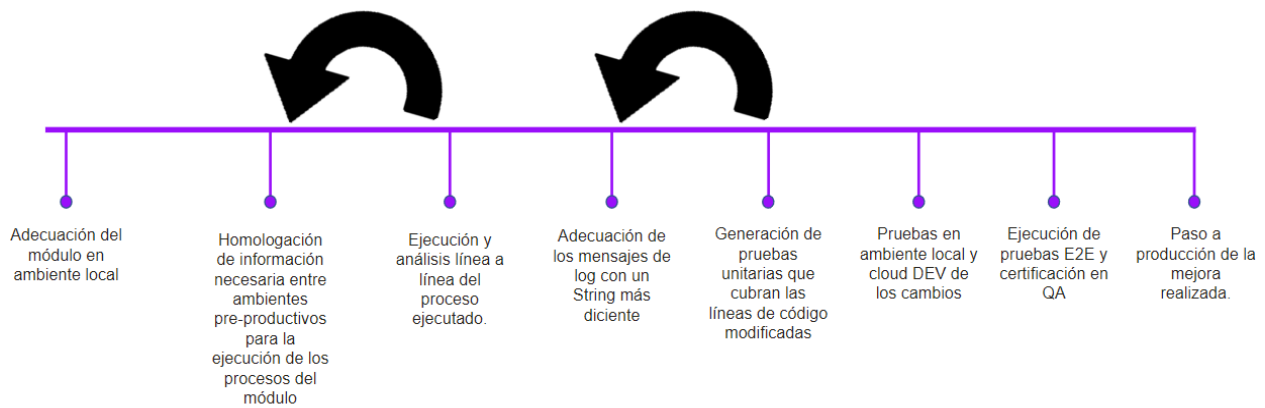 Adecuación del
módulo en
ambiente local
Homologación
de información
necesaria entre
ambientes
pre-productivos
para la
ejecución de los
procesos del
módulo
Ejecución y
análisis línea a
línea del
proceso
ejecutado.
Adecuación de
los mensajes de
log con un
String más
diciente
Generación de
pruebas
unitarias que
cubran las
líneas de código
modificadas
Pruebas en
ambiente local y
cloud DEV de
los cambios
Ejecución de
pruebas E2E y
certificación en
QA
Paso a
producción de la
mejora
realizada.